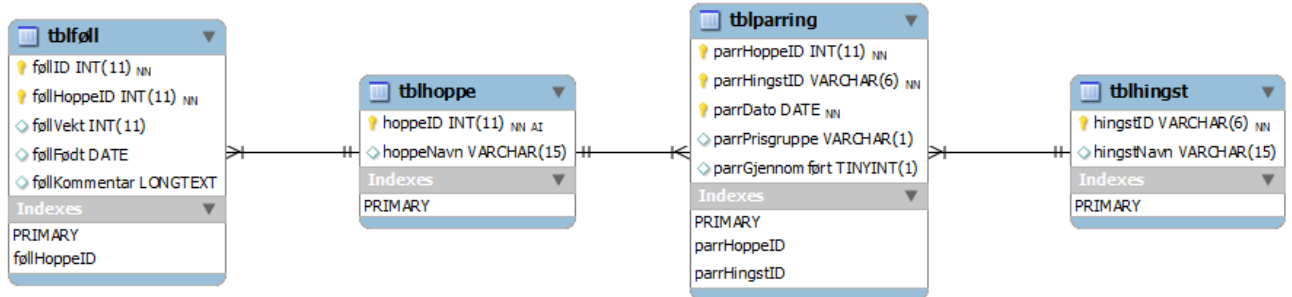 tblføll
føllID INT(11) NN
føllHoppeID INT(11) NN
føllVekt INT(11)
føllFødt DATE
føllKommentar LONGTEXT
Indexes
PRIMARY
føllHoppeID
tblhoppe
hoppeID INT(11) NN AI
hoppeNavn VARCHAR(15)
Indexes
PRIMARY
tblparring
parrHoppeID INT(11) NN
parrHingstID VARCHAR(6) NN
parrDato DATE NN
parrPrisgruppe VARCHAR(1)
parrGjennomført TINYINT(1)
Indexes
PRIMARY
parrHoppeID
parrHingstID
tblhingst
hingstID VARCHAR(6) NN
hingstNavn VARCHAR(15)
Indexes
PRIMARY